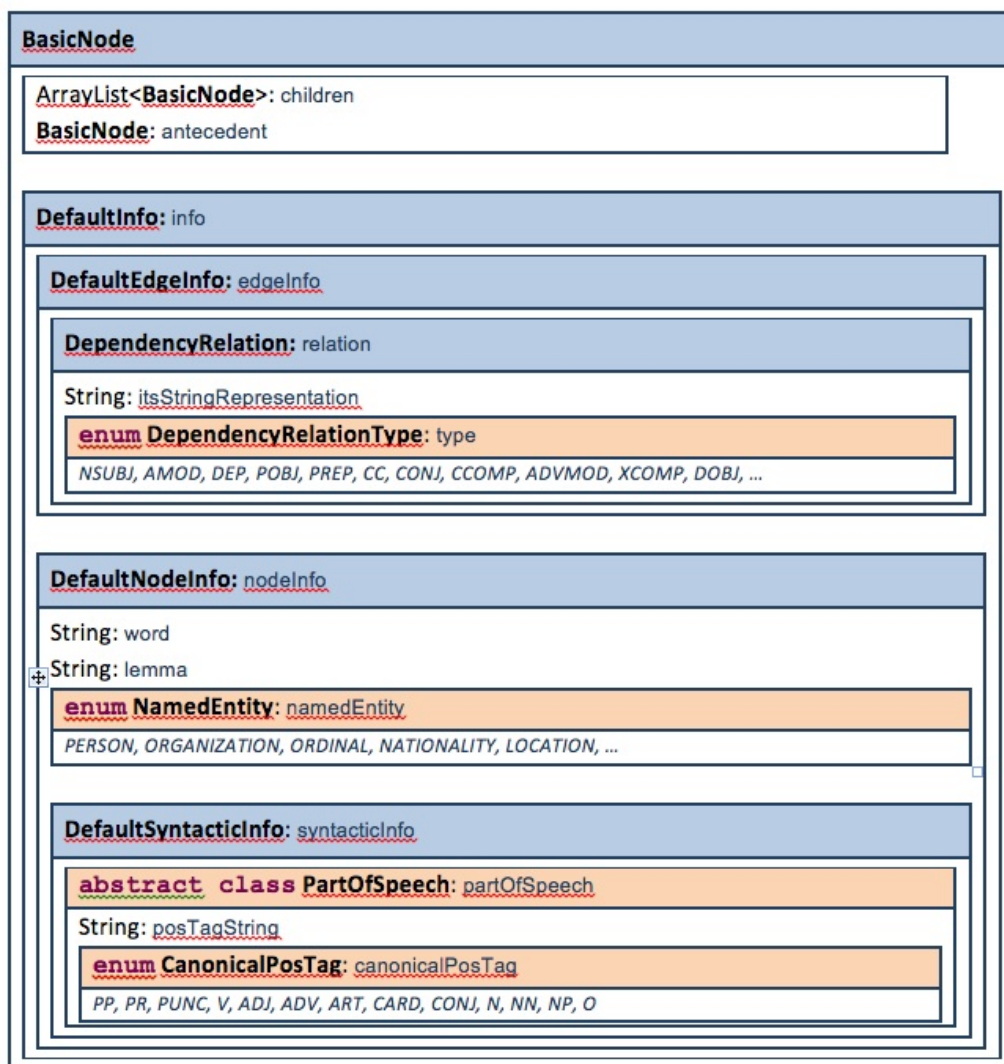 BasicNode
ArrayList<BasicNode>: children
BasicNode: antecedent
DefaultInfo: info
DefaultEdgeInfo: edgeInfo
DependencyRelation: relation
String: itsStringRepresentation
enum DependencyRelationType: type
NSUBJ, AMOD, DEP, POBJ, PREP, CC, CONJ, CCOMP, ADVMOD, XCOMP, DOBJ, ...
DefaultNodeInfo: nodeInfo
String: word
String: lemma
enum NamedEntity: namedEntity
PERSON, ORGANIZATION, ORDINAL, NATIONALITY, LOCATION, ...
DefaultSyntacticInfo: syntacticInfo
abstract class PartOfSpeech: partOfSpeech
String: posTagString
enum CanonicalPosTag: canonicalPosTag
PP, PR, PUNC, V, ADJ, ADV, ART, CARD, CONJ, N, NN, NP, O